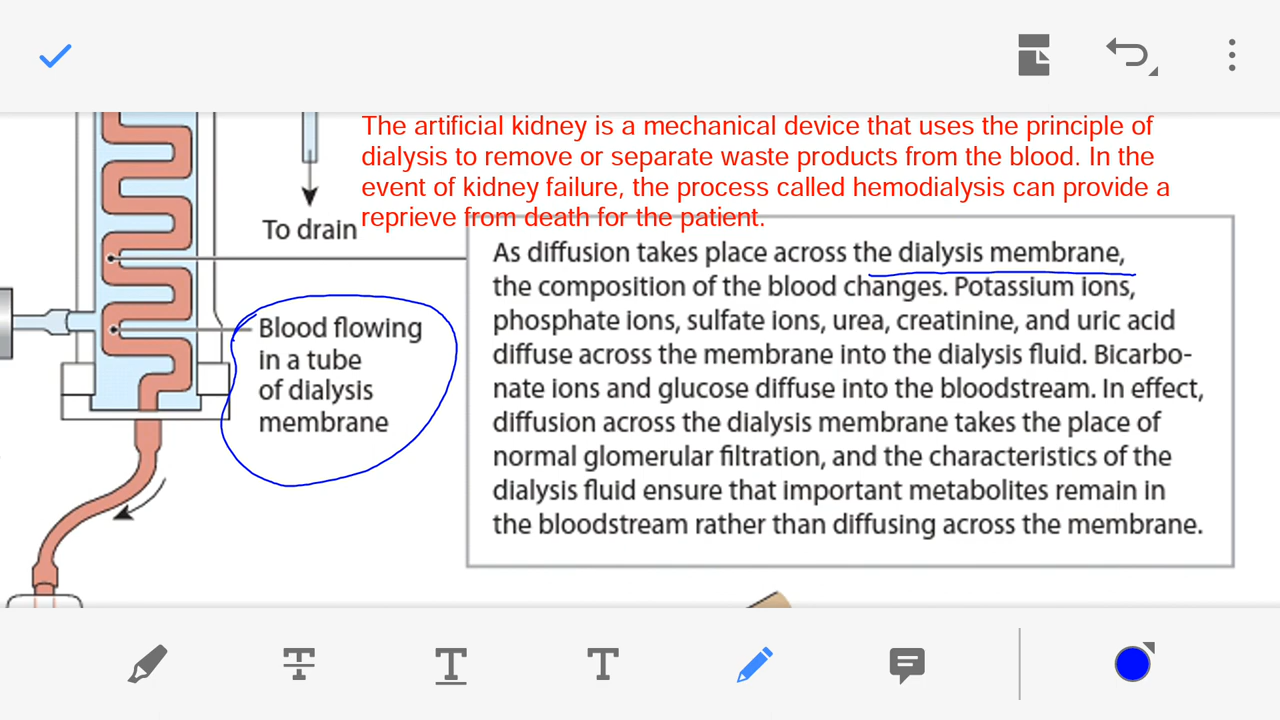 The artificial kidney is a mechanical device that uses the principle of
dialysis to remove or separate waste products from the blood. In the
event of kidney failure, the process called hemodialysis can provide a
reprieve from death for the patient.
To drain
As diffusion takes place across the dialysis membrane,
the composition of the blood changes. Potassium ions,
phosphate ions, sulfate ions, urea, creatinine, and uric acid
diffuse across the membrane into the dialysis fluid. Bicarbo-
nate ions and glucose diffuse into the bloodstream. In effect,
diffusion across the dialysis membrane takes the place of
normal glomerular filtration, and the characteristics of the
dialysis fluid ensure that important metabolites remain in
the bloodstream rather than diffusing across the membrane.
Blood flowing
in a tube
of dialysis
membrane
T
T
T